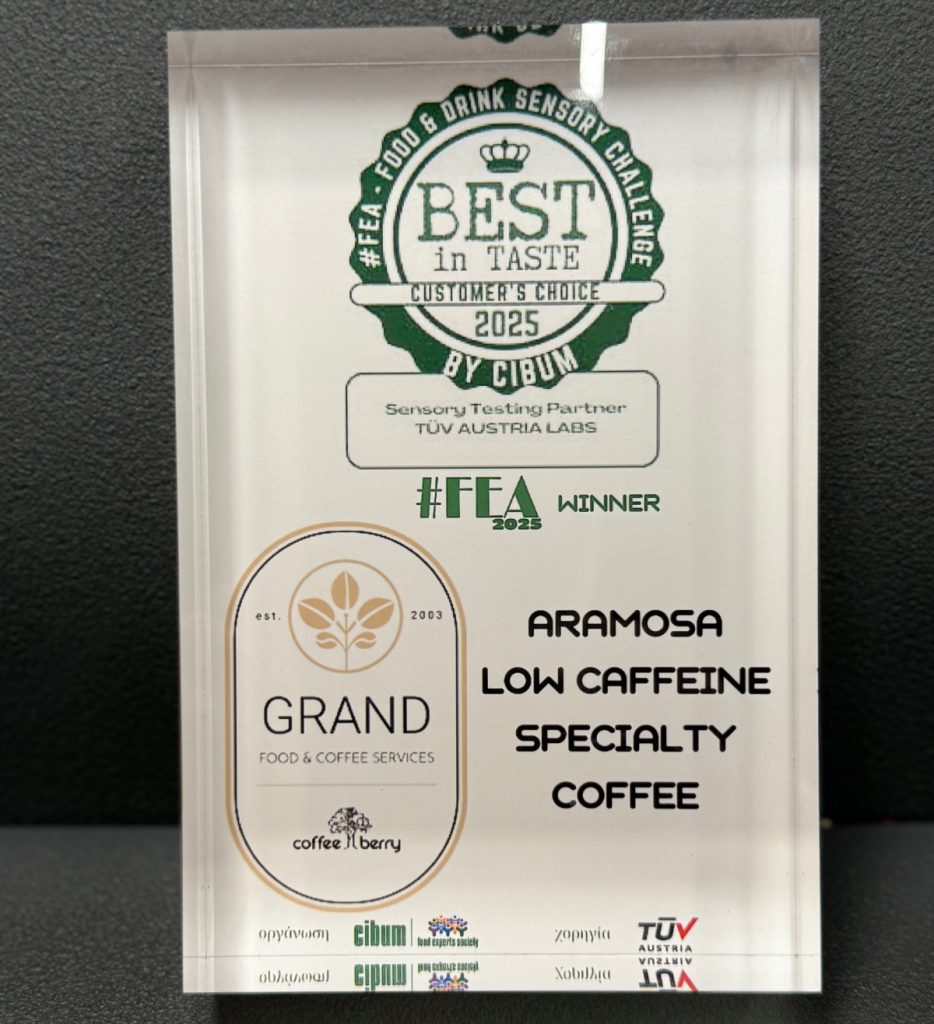 #FEA - FOOD & DRINK SENSORY CHALLENGE
BEST
in TASTE
CUSTOMER'S CHOICE
2025
BY CIBUM
Sensory Testing Partner
TÜV AUSTRIA LABS
#FEA 2025 WINNER
est. 2003
GRAND
FOOD & COFFEE SERVICES
coffee berry
ARAMOSA
LOW CAFFEINE
SPECIALTY
COFFEE
οργάνωση cibum food experts society χορηγία TÜV AUSTRIA